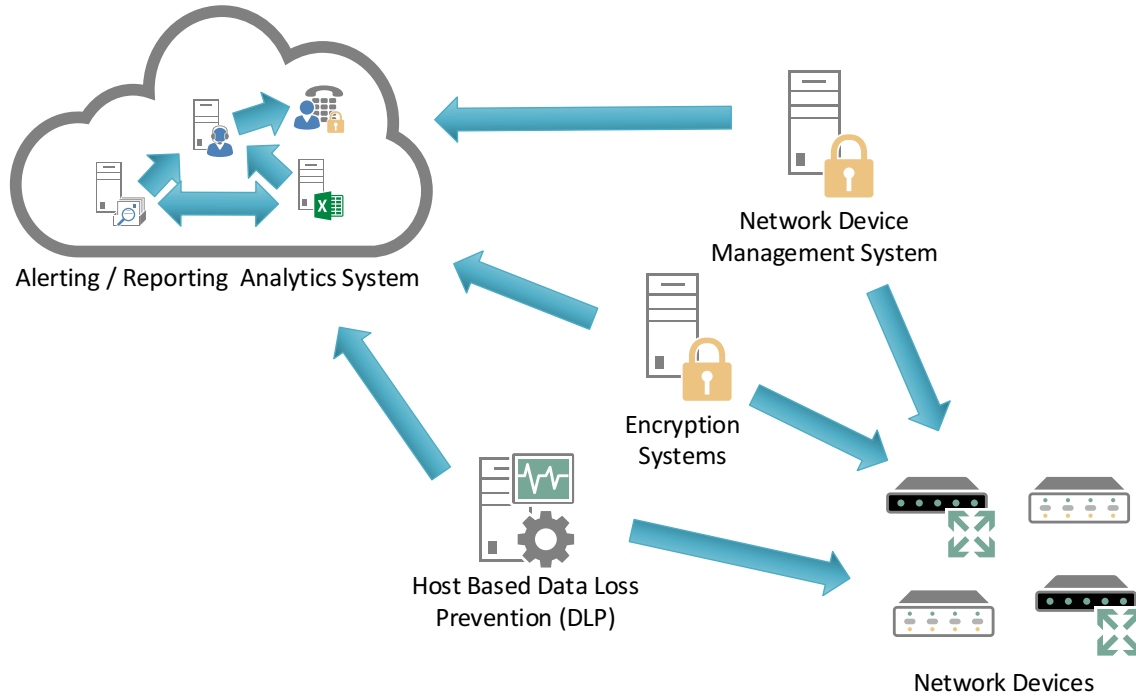 Alerting / Reporting  Analytics System
Network Device
Management System
Encryption
Systems
Host Based Data Loss
Prevention (DLP)
Network Devices
X